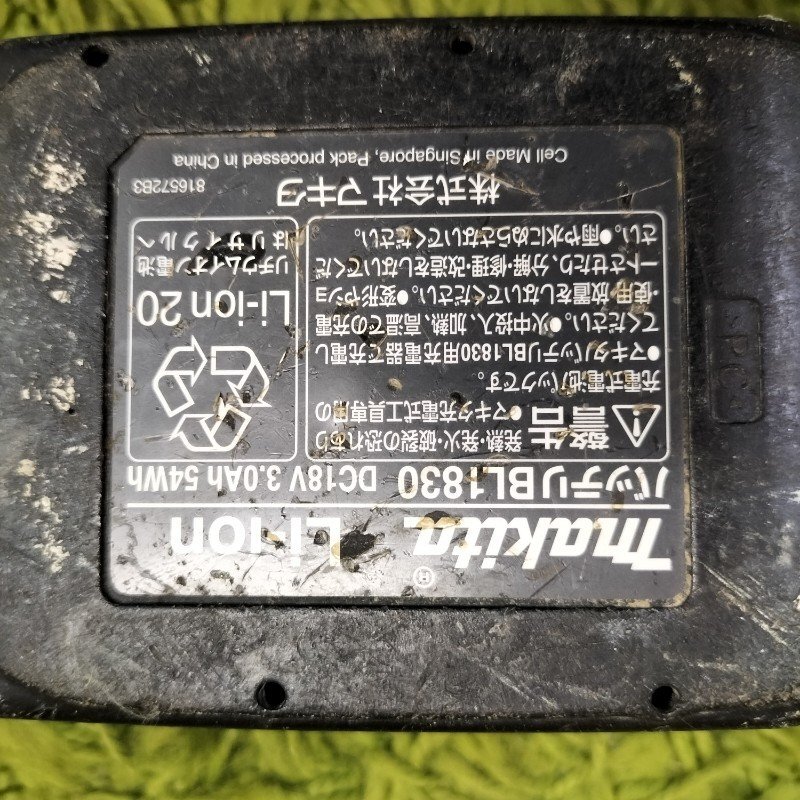 makita® Li-ion
バッテリBL1830 DC18V 3.0Ah 54Wh
警告
発熱・発火・破裂の恐れあり
●マキタ充電式工具専用の
充電式電池パックです。
●マキタバッテリBL1830用充電器で充電し
てください。●火中投入、加熱、高温での充電
・使用・放置をしないでください。●変形やショ
ートさせたり、分解・修理・改造をしないでくだ
さい。●雨や水にぬらさないでください。
Li-ion 20
リチウムイオン電池
はリサイクルへ
株式会社マキタ
816572B3
Cell Made in Singapore, Pack processed in China